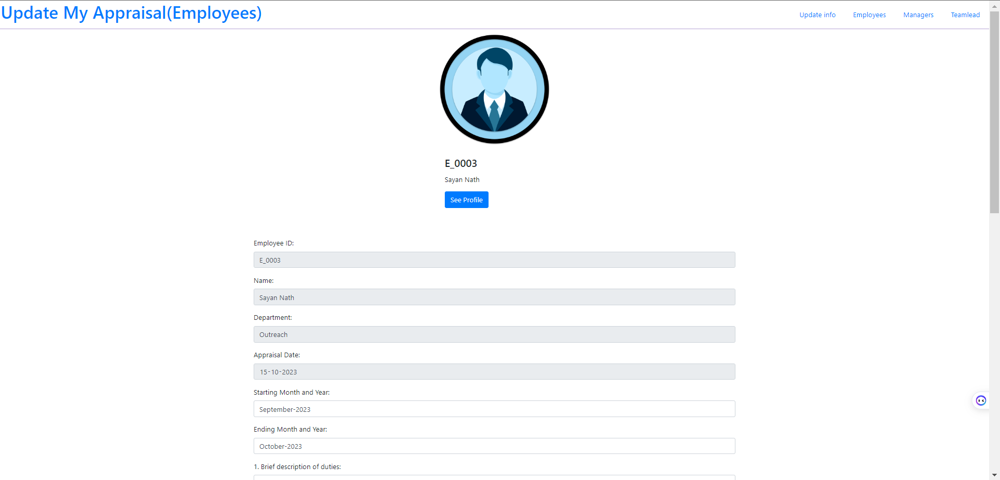 Update My Appraisal(Employees)
Update info Employees Managers Teamlead
E_0003
Sayan Nath
See Profile
Employee ID:
E_0003
Name:
Sayan Nath
Department:
Outreach
Appraisal Date:
15-10-2023
Starting Month and Year:
September-2023
Ending Month and Year:
October-2023
1. Brief description of duties: